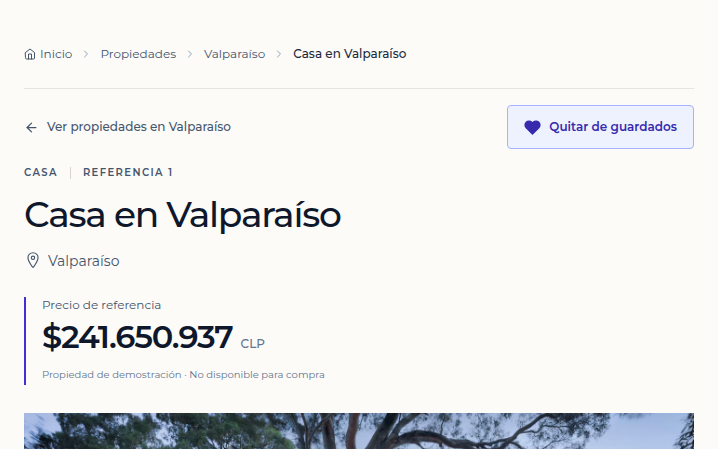 Inicio > Propiedades > Valparaíso > Casa en Valparaíso
← Ver propiedades en Valparaíso
Quitar de guardados
CASA | REFERENCIA 1
Casa en Valparaíso
Valparaíso
Precio de referencia
$241.650.937 CLP
Propiedad de demostración · No disponible para compra